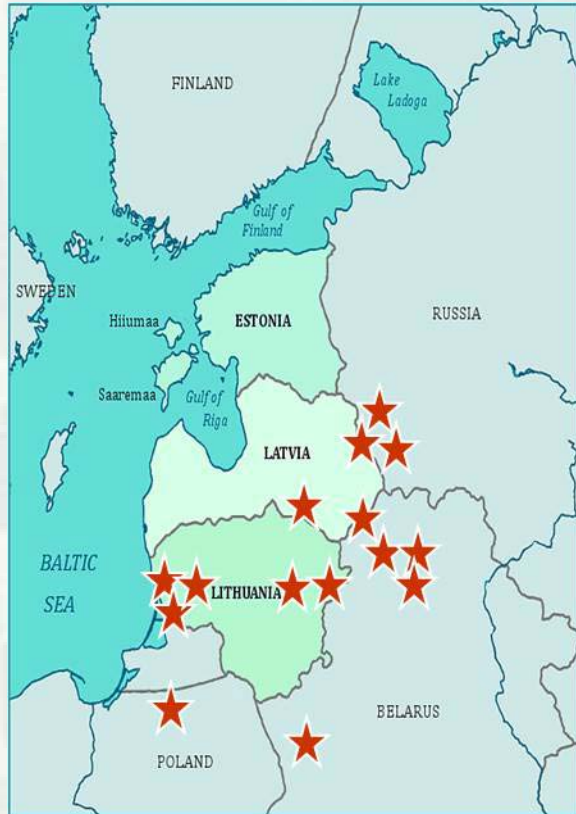 FINLAND
Lake
Ladoga
Gulf of
Finland
SWEDEN
Hiiumaa
ESTONIA
RUSSIA
Saaremaa
Gulf of
Riga
LATVIA
BALTIC
SEA
LITHUANIA
BELARUS
POLAND